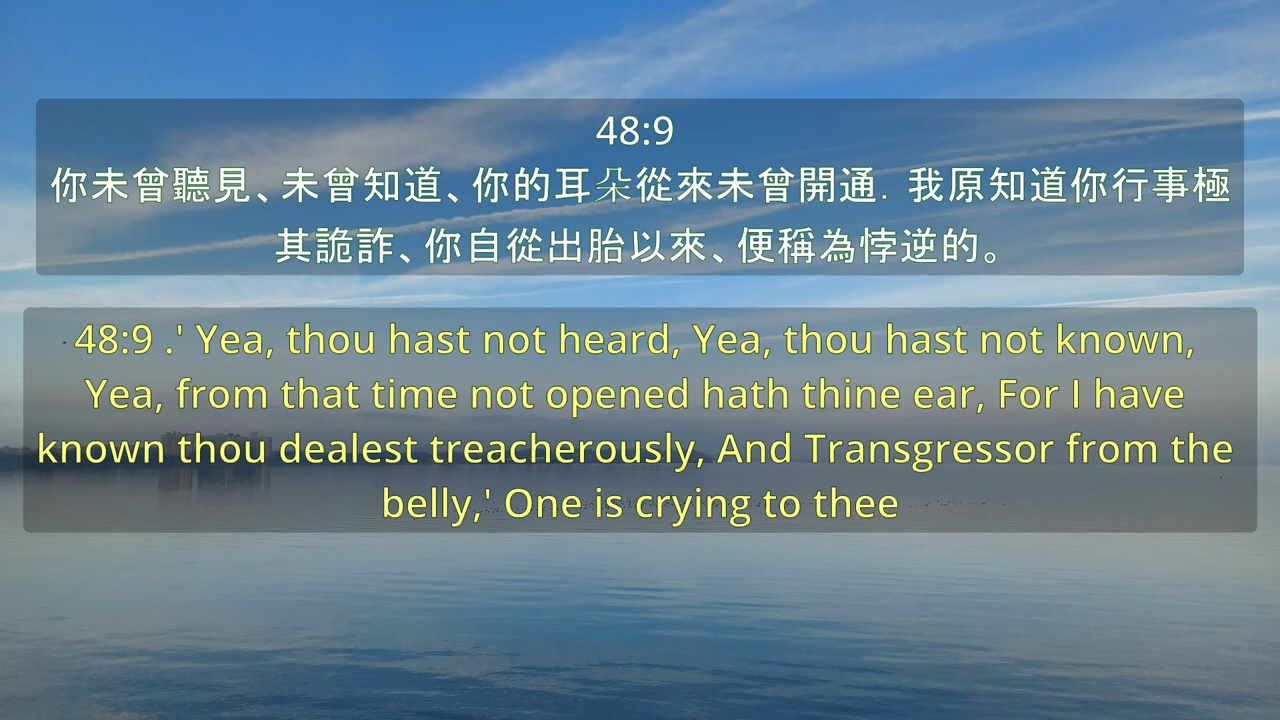 48:9
你未曾聽見、未曾知道、你的耳朵從來未曾開通. 我原知道你行事極
其詭詐、你自從出胎以來、便稱為悖逆的。
48:9 .' Yea, thou hast not heard, Yea, thou hast not known,
Yea, from that time not opened hath thine ear, For I have
known thou dealest treacherously, And Transgressor from the
belly,' One is crying to thee